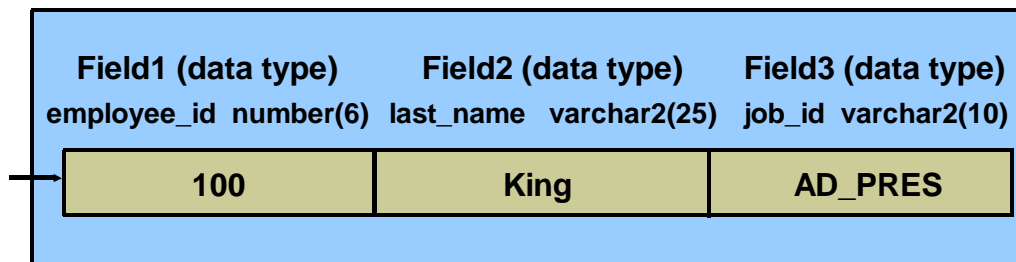 Field1 (data type) Field2 (data type) Field3 (data type)
employee_id number(6) last_name varchar2(25) job_id varchar2(10)
100 King AD_PRES